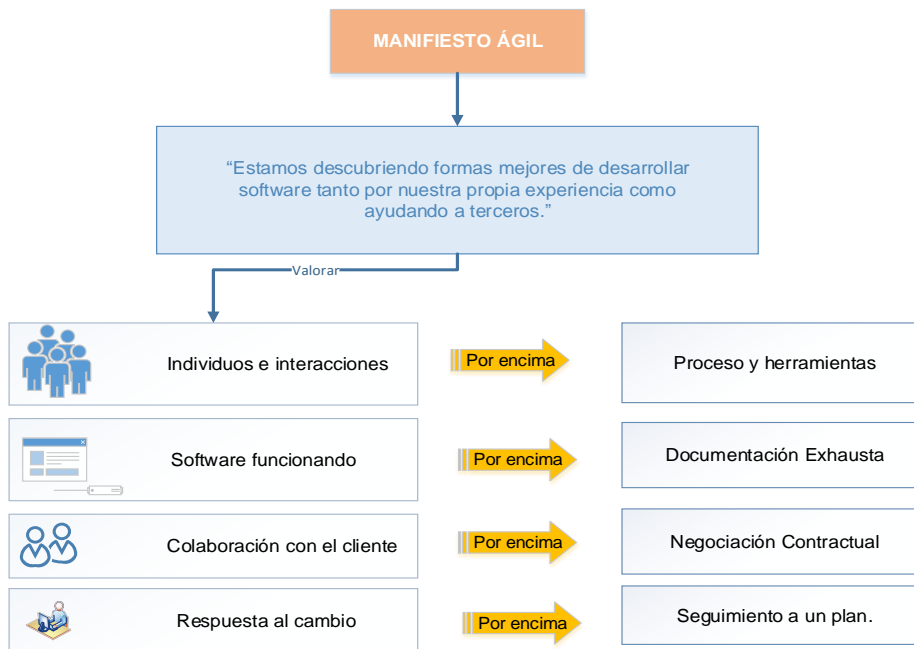 MANIFIESTO ÁGIL
“Estamos descubriendo formas mejores de desarrollar
software tanto por nuestra propia experiencia como
ayudando a terceros.”
Valorar
Individuos e interacciones
Por encima
Proceso y herramientas
Software funcionando
Por encima
Documentación Exhausta
Colaboración con el cliente
Por encima
Negociación Contractual
Respuesta al cambio
Por encima
Seguimiento a un plan.